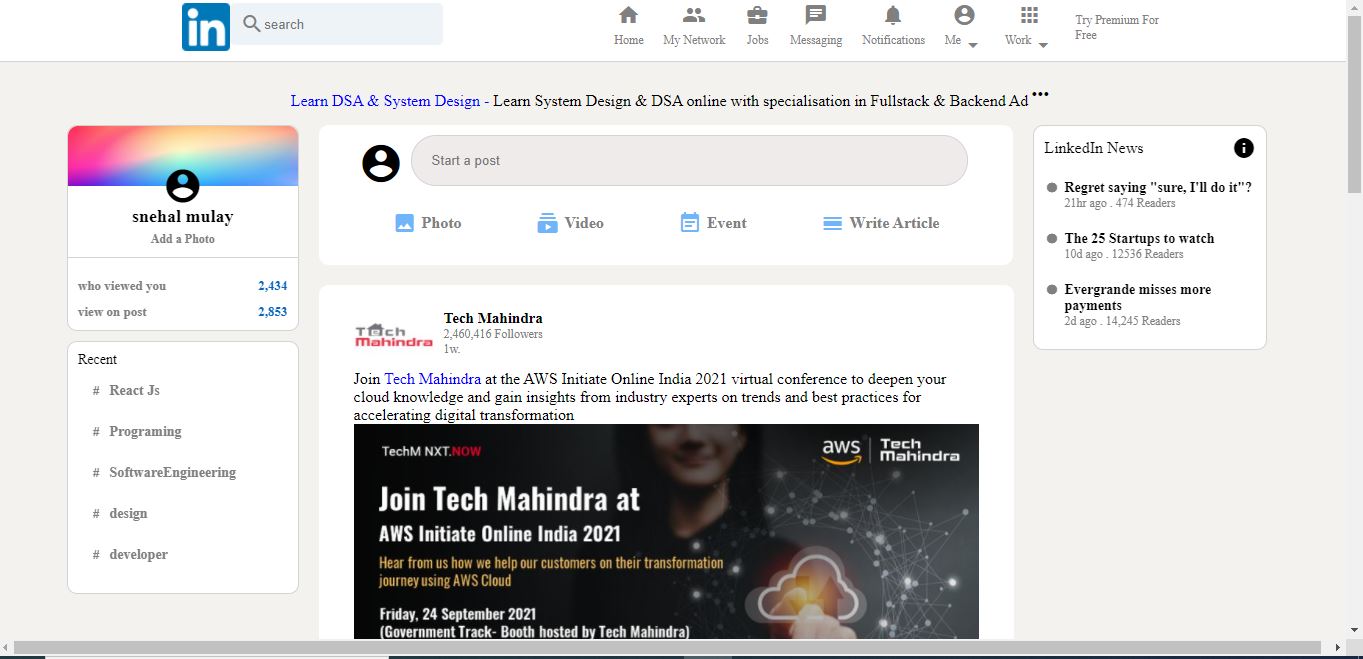 in
search
Home
My Network
Jobs
Messaging
Notifications
Me
Work
Try Premium For
Free
Learn DSA & System Design - Learn System Design & DSA online with specialisation in Fullstack & Backend Ad •••
snehal mulay
Add a Photo
who viewed you 2,434
view on post 2,853
Recent
# React Js
# Programing
# SoftwareEngineering
# design
# developer
Start a post
Photo
Video
Event
Write Article
Tech Mahindra
Tech Mahindra
2,460,416 Followers
1w.
Join Tech Mahindra at the AWS Initiate Online India 2021 virtual conference to deepen your
cloud knowledge and gain insights from industry experts on trends and best practices for
accelerating digital transformation
TechM NXT.NOW
aws | Tech
Mahindra
Join Tech Mahindra at
AWS Initiate Online India 2021
Hear from us how we help our customers on their transformation
journey using AWS Cloud
Friday, 24 September 2021
(Government Track- Booth hosted by Tech Mahindra)
LinkedIn News
Regret saying "sure, I'll do it"?
21hr ago . 474 Readers
The 25 Startups to watch
10d ago . 12536 Readers
Evergrande misses more
payments
2d ago . 14,245 Readers